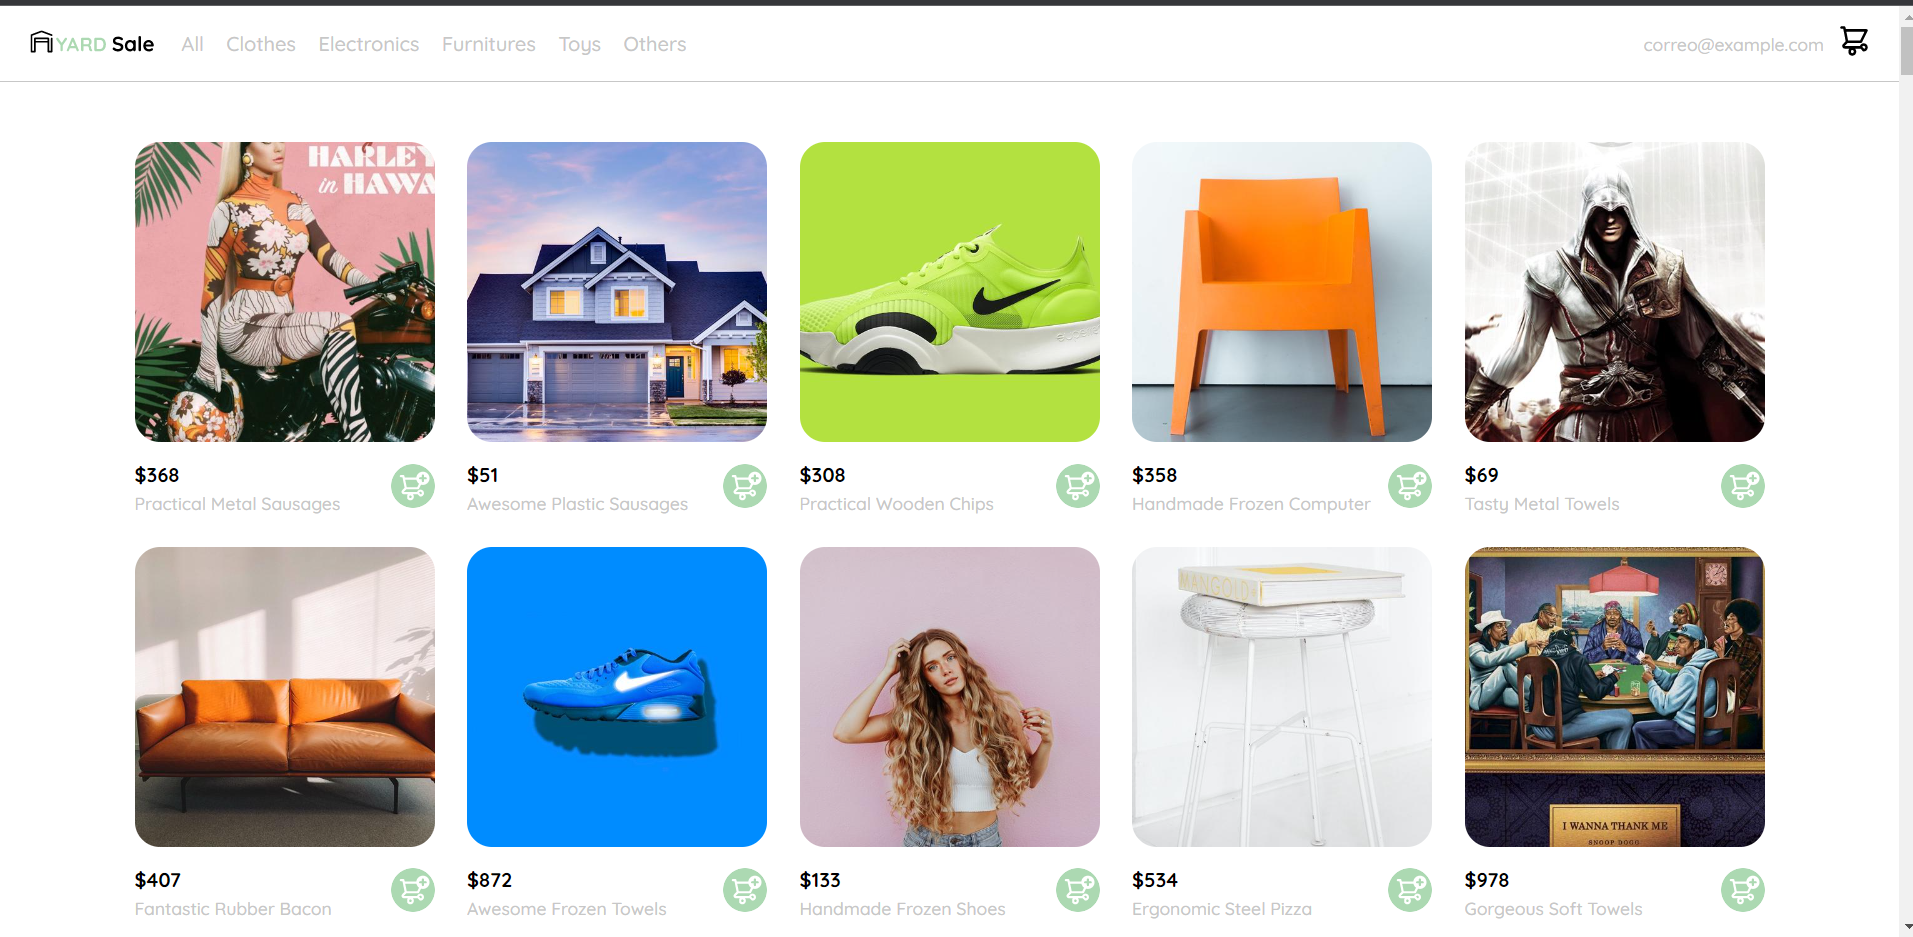 YARD Sale All Clothes Electronics Furnitures Toys Others correo@example.com
HARLEY
in HAWA
$368 $51 $308 $358 $69
Practical Metal Sausages Awesome Plastic Sausages Practical Wooden Chips Handmade Frozen Computer Tasty Metal Towels
MANGOLD
I WANNA THANK ME
SNOOP DOGG
$407 $872 $133 $534 $978
Fantastic Rubber Bacon Awesome Frozen Towels Handmade Frozen Shoes Ergonomic Steel Pizza Gorgeous Soft Towels